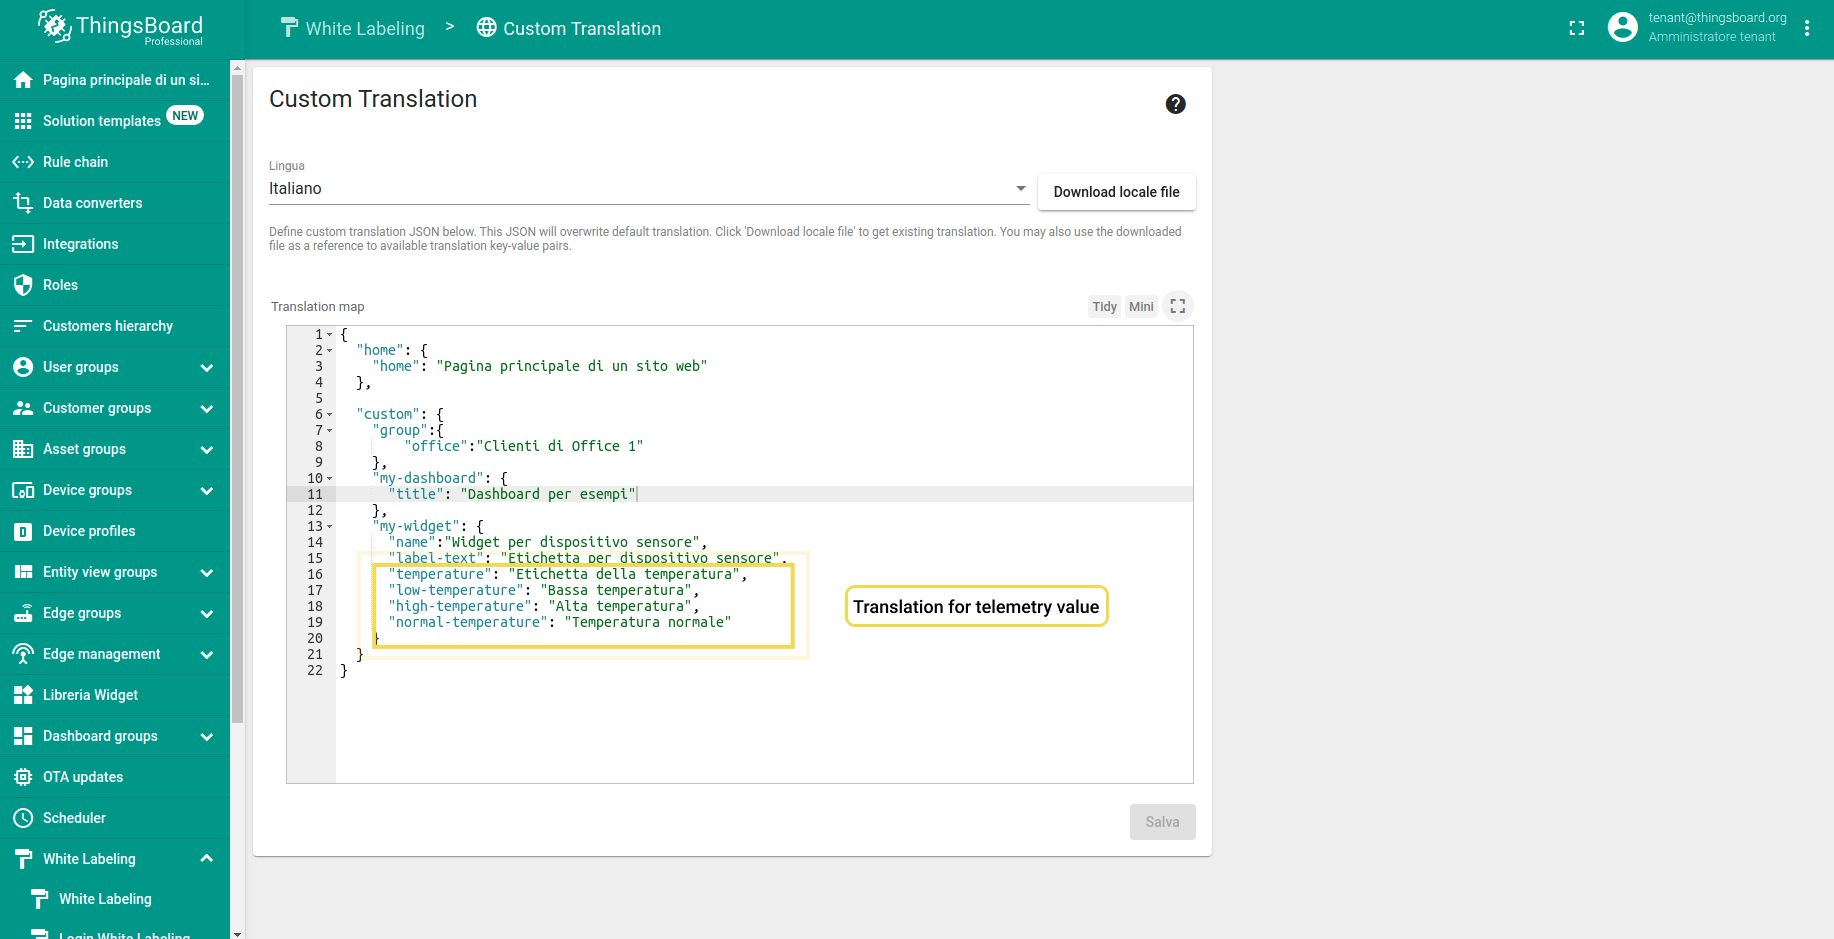 ThingsBoard
Professional
White Labeling > Custom Translation
tenant@thingsboard.org
Amministratore tenant
Pagina principale di un si...
Solution templates NEW
Rule chain
Data converters
Integrations
Roles
Customers hierarchy
User groups
Customer groups
Asset groups
Device groups
Device profiles
Entity view groups
Edge groups
Edge management
Libreria Widget
Dashboard groups
OTA updates
Scheduler
White Labeling
White Labeling
Login White Labeling
Custom Translation
Lingua
Italiano
Download locale file
Define custom translation JSON below. This JSON will overwrite default translation. Click 'Download locale file' to get existing translation. You may also use the downloaded
file as a reference to available translation key-value pairs.
Translation map
Tidy Mini
1 {
2 "home": {
3 "home": "Pagina principale di un sito web"
4 },
5
6 "custom": {
7 "group":{
8 "office":"Clienti di Office 1"
9 },
10 "my-dashboard": {
11 "title": "Dashboard per esempi"
12 },
13 "my-widget": {
14 "name":"Widget per dispositivo sensore",
15 "label-text": "Etichetta per dispositivo sensore",
16 "temperature": "Etichetta della temperatura",
17 "low-temperature": "Bassa temperatura",
18 "high-temperature": "Alta temperatura",
19 "normal-temperature": "Temperatura normale"
20 }
21 }
22 }
Translation for telemetry value
Salva